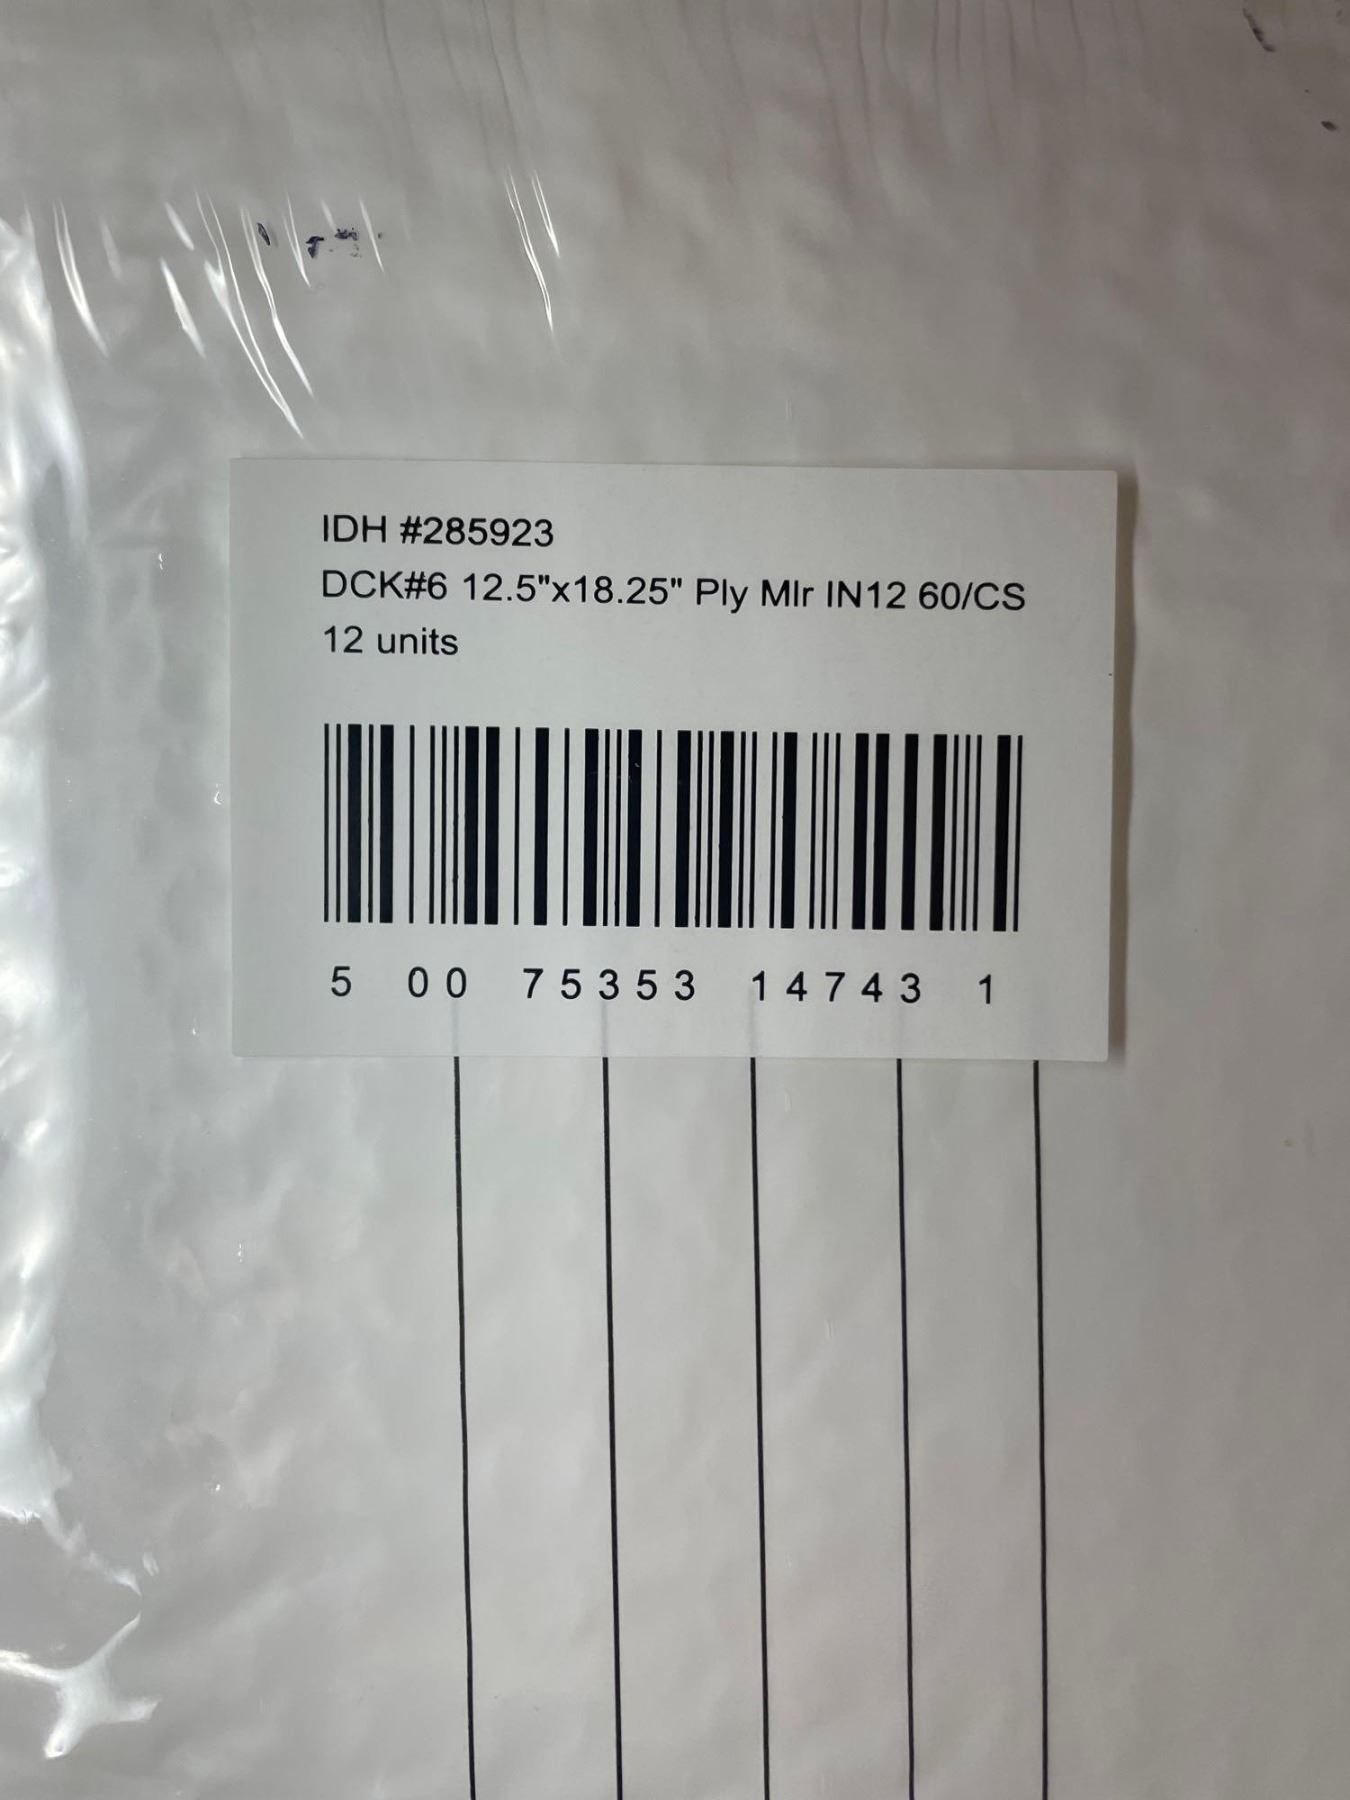 IDH #285923
DCK#6 12.5"x18.25" Ply Mlr IN12 60/CS
12 units
5 00 75353 14743 1